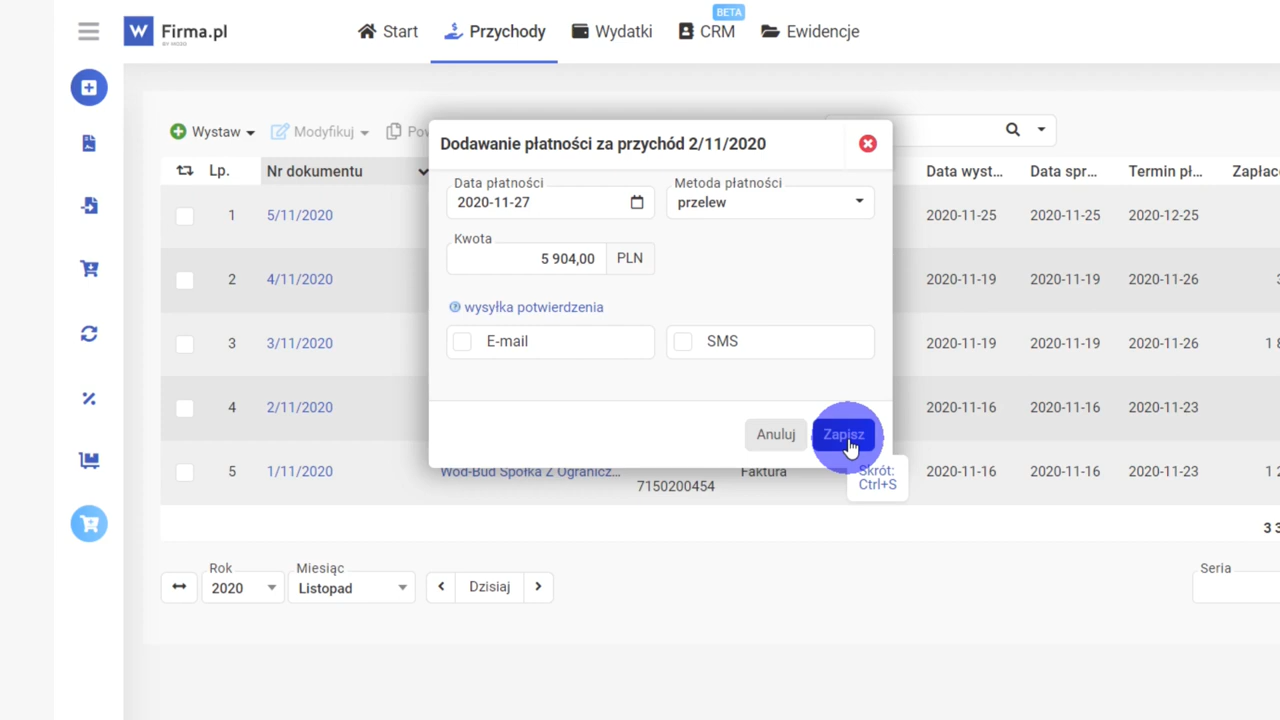 BETA
W Firma.pl
BY MOZO
Start
Przychody
Wydatki
CRM
Ewidencje
Wystaw
Modyfikuj
Dodawanie płatności za przychód 2/11/2020
Lp.
Nr dokumentu
Data wyst...
Data spr...
Termin pł...
Data płatności
2020-11-27
Metoda płatności
przelew
1
5/11/2020
2020-11-25
2020-11-25
2020-12-25
Kwota
5 904,00
PLN
2
4/11/2020
2020-11-19
2020-11-19
2020-11-26
wysyłka potwierdzenia
E-mail
SMS
3
3/11/2020
2020-11-19
2020-11-19
2020-11-26
4
2/11/2020
2020-11-16
2020-11-16
2020-11-23
Anuluj
Zapisz
5
1/11/2020
Wod-Bud Spółka Z Ogranicz...
7150200454
Faktura
Skrót:
Ctrl+S
2020-11-16
2020-11-16
2020-11-23
Rok
2020
Miesiąc
Listopad
Dzisiaj
Seria